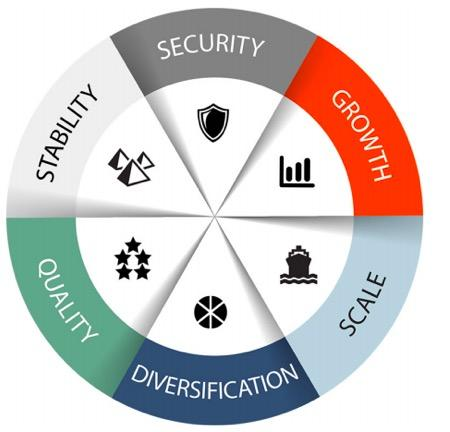 SECURITY
GROWTH
SCALE
DIVERSIFICATION
QUALITY
STABILITY